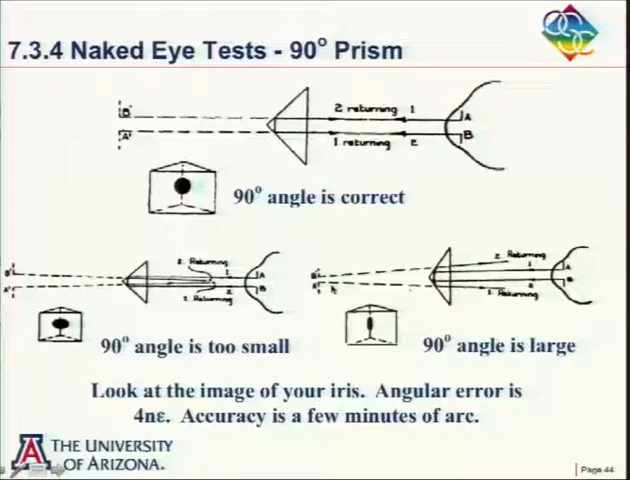 7.3.4 Naked Eye Tests - 90° Prism
2 returning 1
B' A
A' B
1 returning 2
90° angle is correct
2. Returning
1
B' A
A' 2 B
1. Returning
2. Returning
1
B' A
A' 2 B
1. Returning
90° angle is too small
90° angle is large
Look at the image of your iris. Angular error is
4nε. Accuracy is a few minutes of arc.
A THE UNIVERSITY
OF ARIZONA.
Page 44